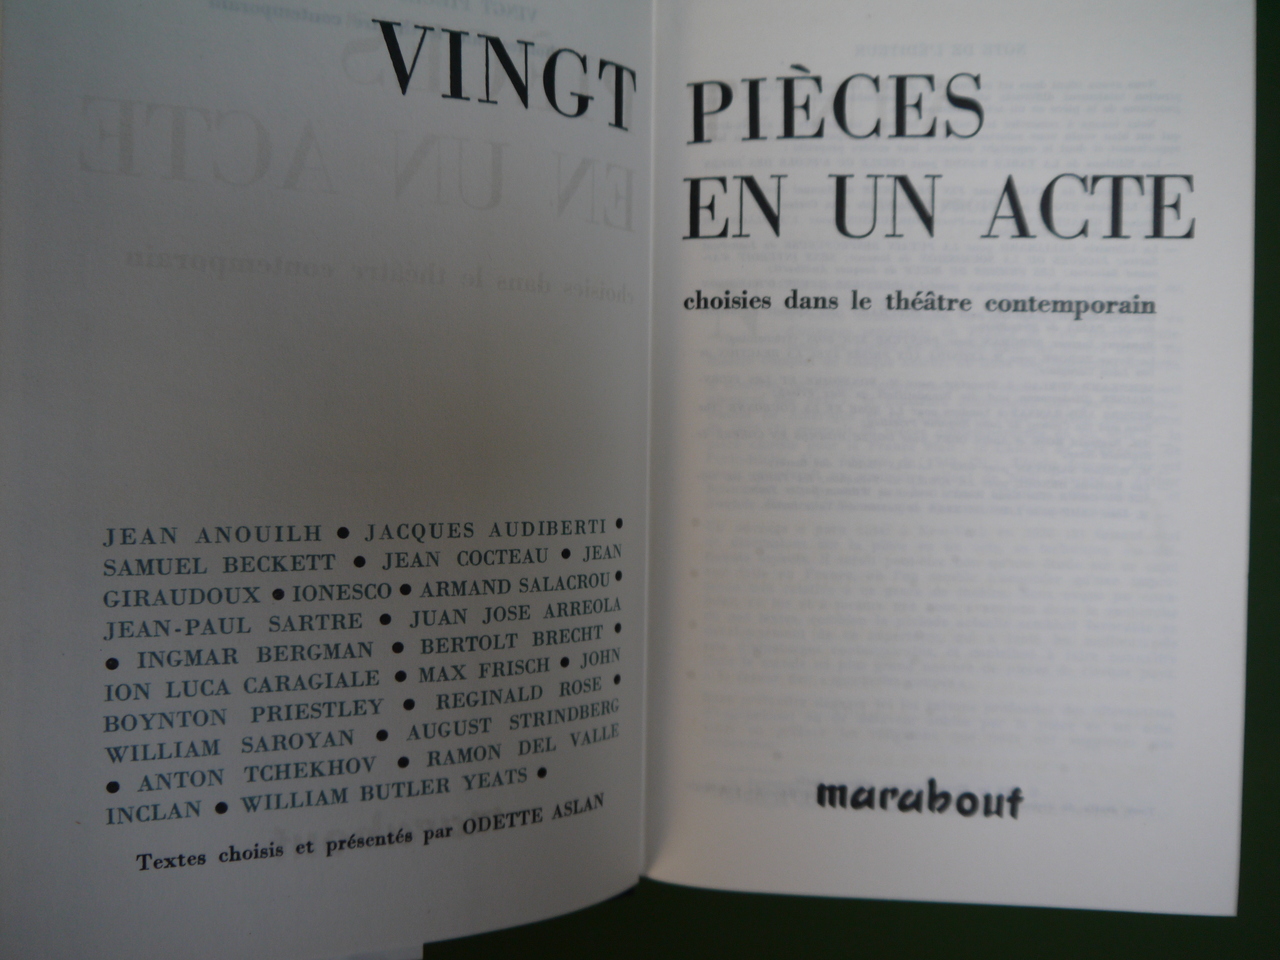 VINGT
JEAN ANOUILH ● JACQUES AUDIBERTI ●
SAMUEL BECKETT ● JEAN COCTEAU ● JEAN
GIRAUDOUX ● IONESCO ● ARMAND SALACROU ●
JEAN-PAUL SARTRE ● JUAN JOSE ARREOLA
● INGMAR BERGMAN ● BERTOLT BRECHT ●
ION LUCA CARAGIALE ● MAX FRISCH ● JOHN
BOYNTON PRIESTLEY ● REGINALD ROSE ●
WILLIAM SAROYAN ● AUGUST STRINDBERG
● ANTON TCHEKHOV ● RAMON DEL VALLE
INCLAN ● WILLIAM BUTLER YEATS ●
Textes choisis et présentés par ODETTE ASLAN
PIÈCES
EN UN ACTE
choisies dans le théâtre contemporain
marabout